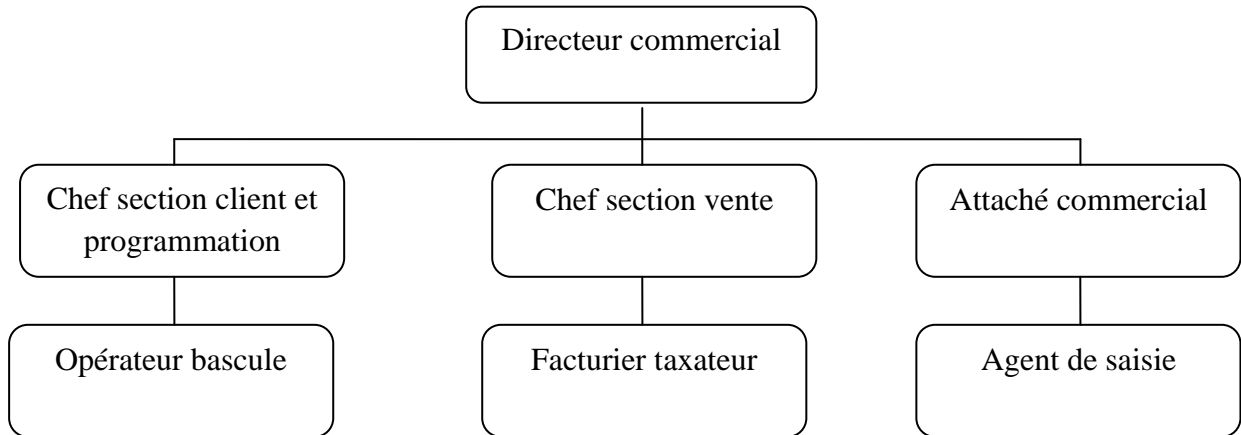 Directeur commercial
Chef section client et
programmation
Chef section vente
Attaché commercial
Opérateur bascule
Facturier taxateur
Agent de saisie